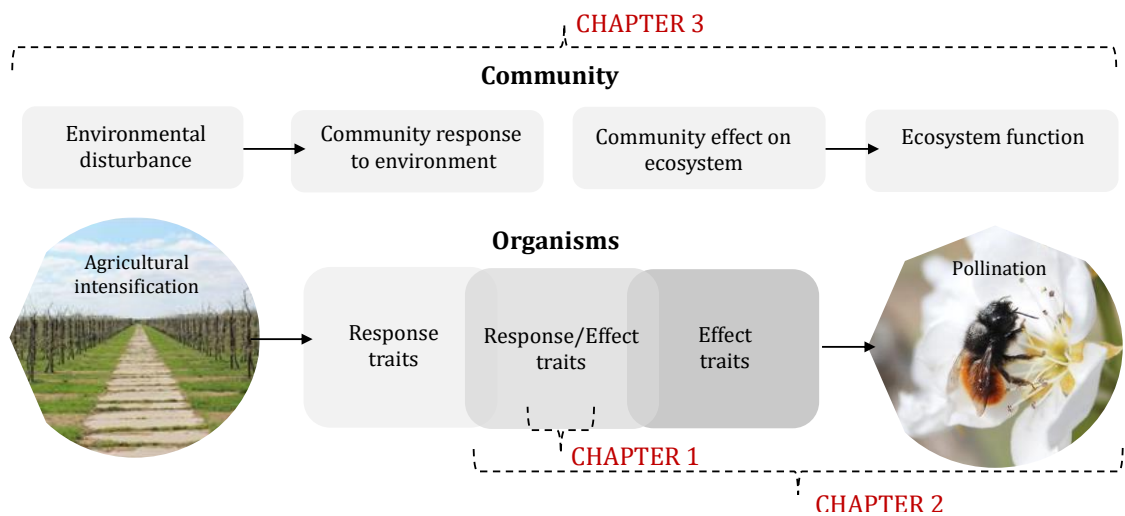 CHAPTER 3
Community
Environmental
disturbance
Community response
to environment
Community effect on
ecosystem
Ecosystem function
Organisms
Agricultural
intensification
Response
traits
Response/Effect
traits
Effect
traits
Pollination
CHAPTER 1
CHAPTER 2